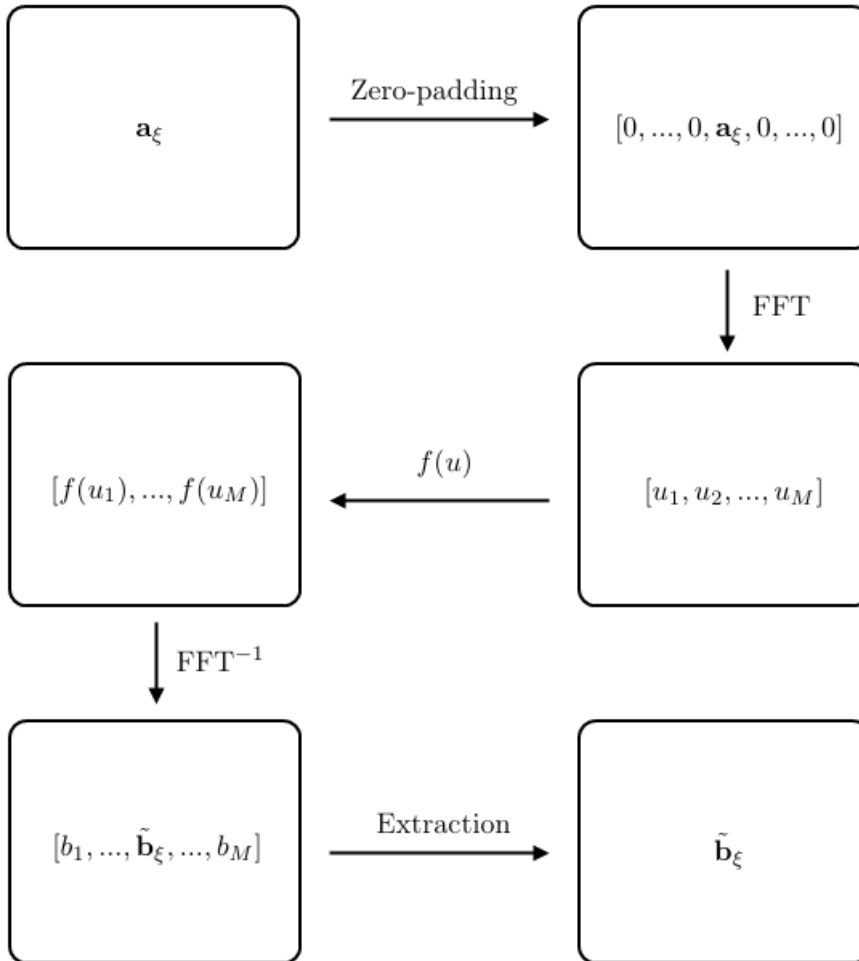 a_ξ
Zero-padding
[0, ..., 0, a_ξ, 0, ..., 0]
FFT
[u_1, u_2, ..., u_M]
f(u)
[f(u_1), ..., f(u_M)]
FFT^{-1}
[b_1, ..., b̃_ξ, ..., b_M]
Extraction
b̃_ξ